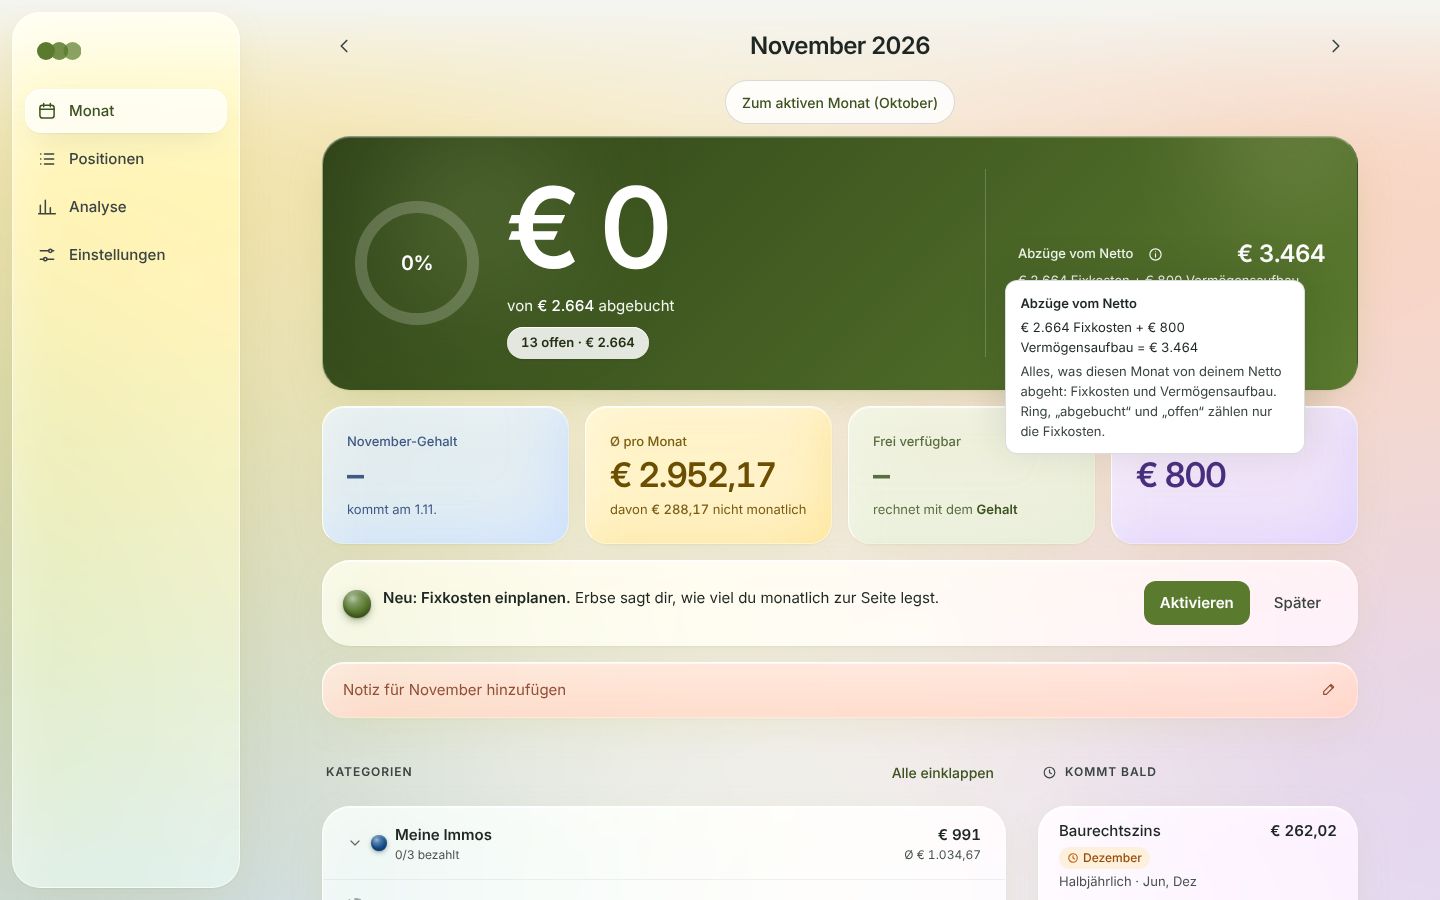 November 2026
Zum aktiven Monat (Oktober)
Monat
Positionen
Analyse
Einstellungen
0%
€ 0
von € 2.664 abgebucht
13 offen · € 2.664
Abzüge vom Netto
€ 3.464
€ 2.664 Fixkosten + € 800 Vermögensaufbau
Abzüge vom Netto
€ 2.664 Fixkosten + € 800
Vermögensaufbau = € 3.464
Alles, was diesen Monat von deinem Netto
abgeht: Fixkosten und Vermögensaufbau.
Ring, „abgebucht“ und „offen“ zählen nur
die Fixkosten.
November-Gehalt
–
kommt am 1.11.
Ø pro Monat
€ 2.952,17
davon € 288,17 nicht monatlich
Frei verfügbar
–
rechnet mit dem Gehalt
€ 800
Neu: Fixkosten einplanen. Erbse sagt dir, wie viel du monatlich zur Seite legst.
Aktivieren
Später
Notiz für November hinzufügen
KATEGORIEN
Alle einklappen
Meine Immos
0/3 bezahlt
€ 991
Ø € 1.034,67
KOMMT BALD
Baurechtszins
€ 262,02
Dezember
Halbjährlich · Jun, Dez